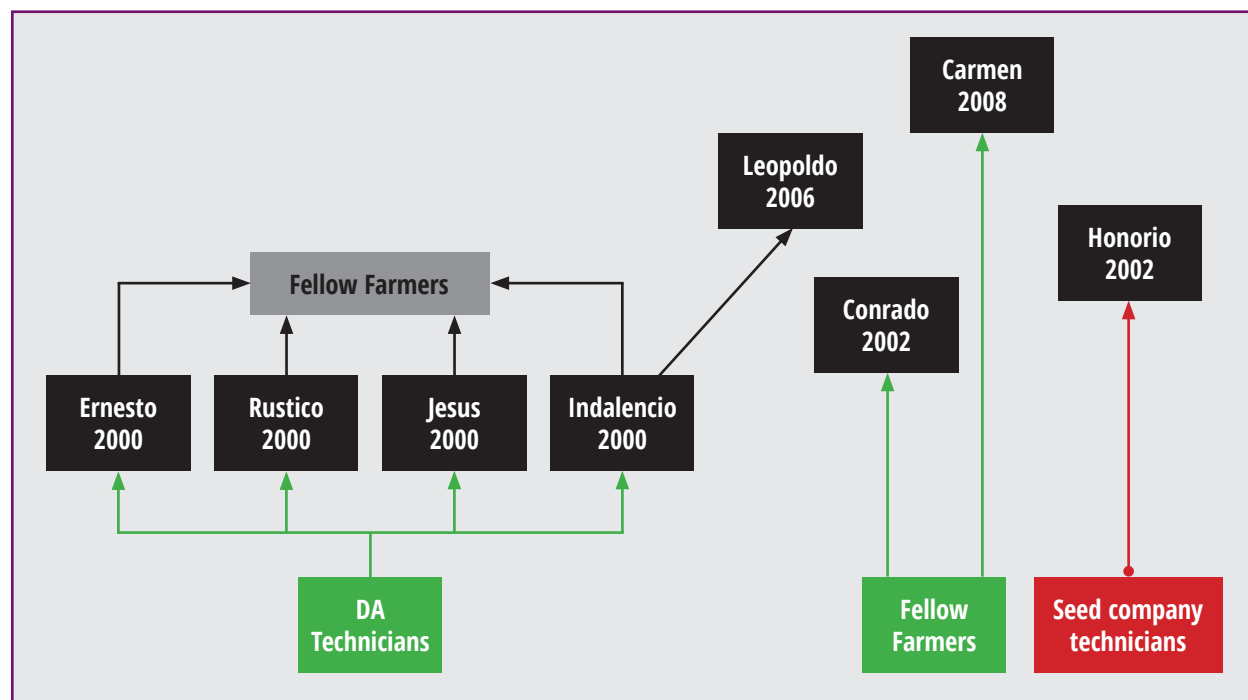 Carmen
2008
Leopoldo
2006
Honorio
2002
Fellow Farmers
Conrado
2002
Ernesto
2000
Rustico
2000
Jesus
2000
Indalencio
2000
DA
Technicians
Fellow
Farmers
Seed company
technicians